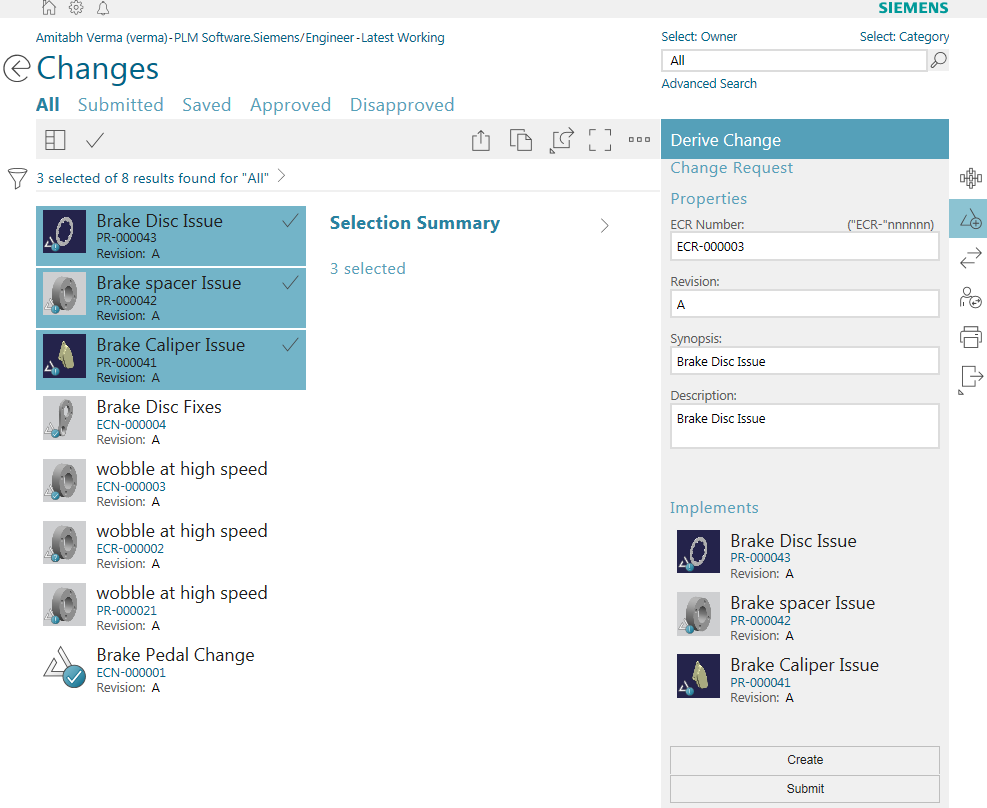 SIEMENS
Amitabh Verma (verma)-PLM Software.Siemens/Engineer-Latest Working
Select: Owner
Select: Category
Changes
All
Advanced Search
All Submitted Saved Approved Disapproved
3 selected of 8 results found for "All"
Brake Disc Issue
PR-000043
Revision: A
Brake spacer Issue
PR-000042
Revision: A
Brake Caliper Issue
PR-000041
Revision: A
Brake Disc Fixes
ECN-000004
Revision: A
wobble at high speed
ECN-000003
Revision: A
wobble at high speed
ECR-000002
Revision: A
wobble at high speed
PR-000021
Revision: A
Brake Pedal Change
ECN-000001
Revision: A
Selection Summary
3 selected
Derive Change
Change Request
Properties
ECR Number: ("ECR-"nnnnnn)
ECR-000003
Revision:
A
Synopsis:
Brake Disc Issue
Description:
Brake Disc Issue
Implements
Brake Disc Issue
PR-000043
Revision: A
Brake spacer Issue
PR-000042
Revision: A
Brake Caliper Issue
PR-000041
Revision: A
Create
Submit